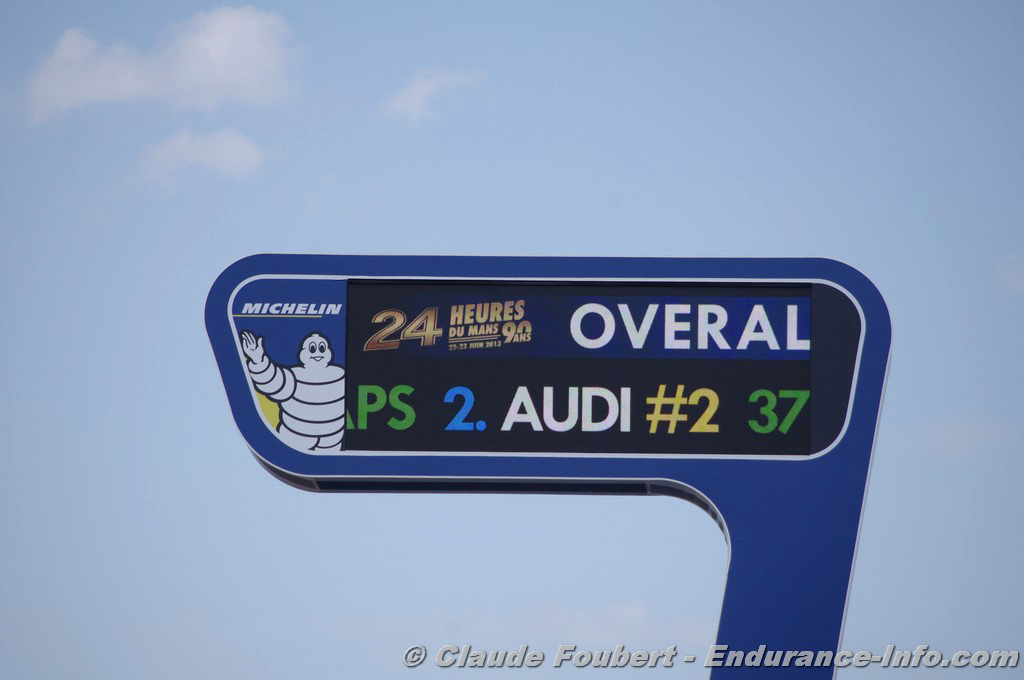 MICHELIN
24 HEURES
DU MANS 90
22-23 JUIN 2013 ANS
OVERAL
APS 2. AUDI #2 37
© Claude Foubert - Endurance-Info.com